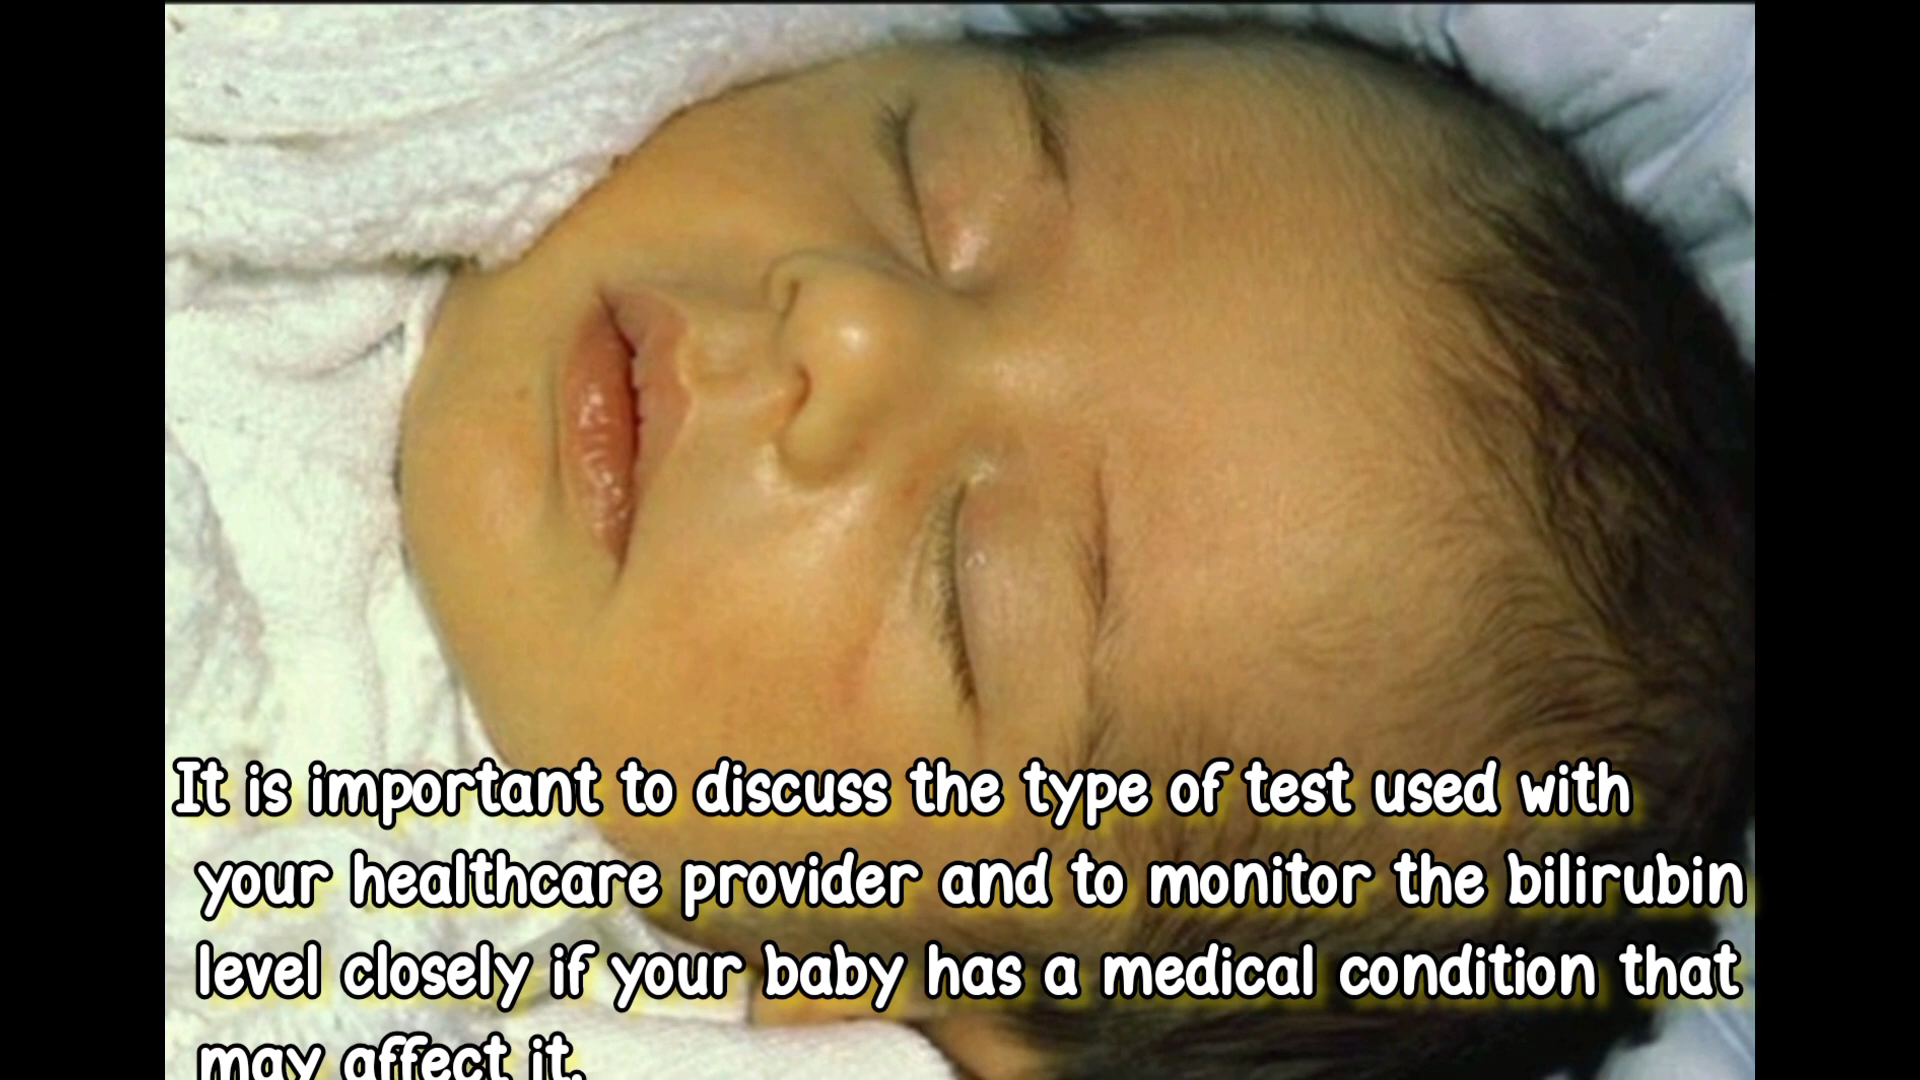 It is important to discuss the type of test used with
your healthcare provider and to monitor the bilirubin
level closely if your baby has a medical condition that
may affect it.